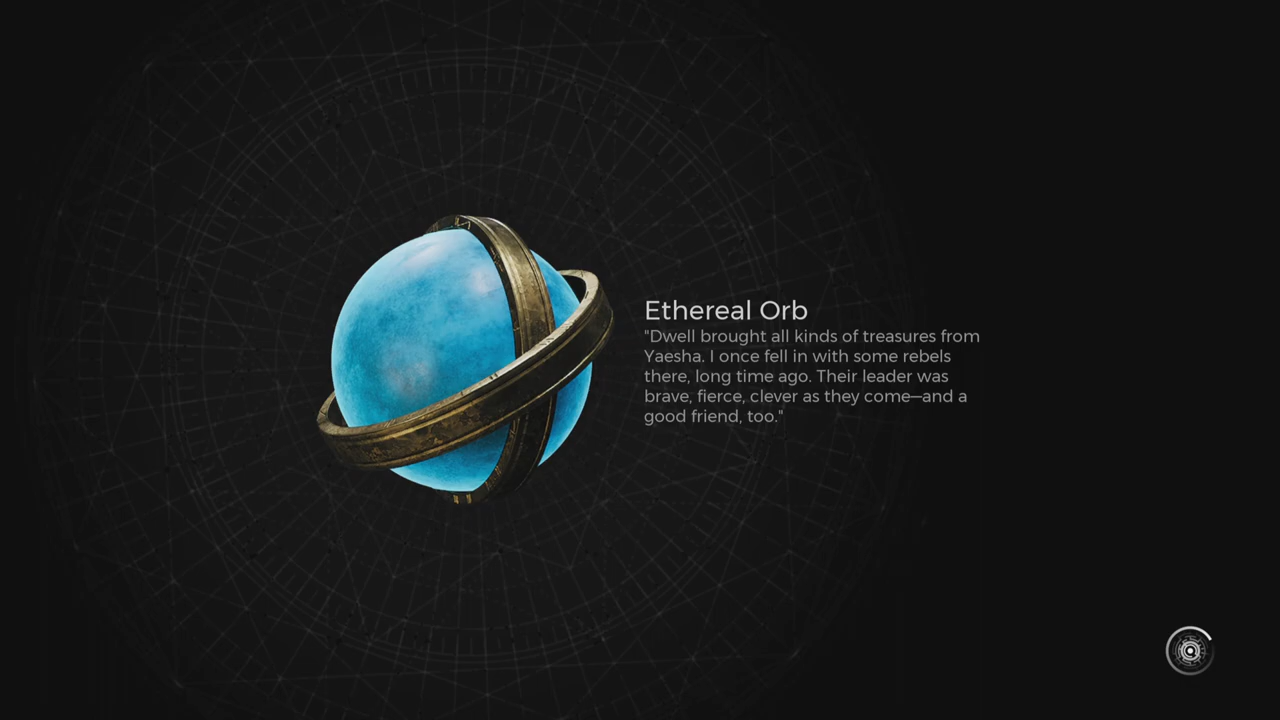 Ethereal Orb
"Dwell brought all kinds of treasures from
Yaesha. I once fell in with some rebels
there, long time ago. Their leader was
brave, fierce, clever as they come—and a
good friend, too."